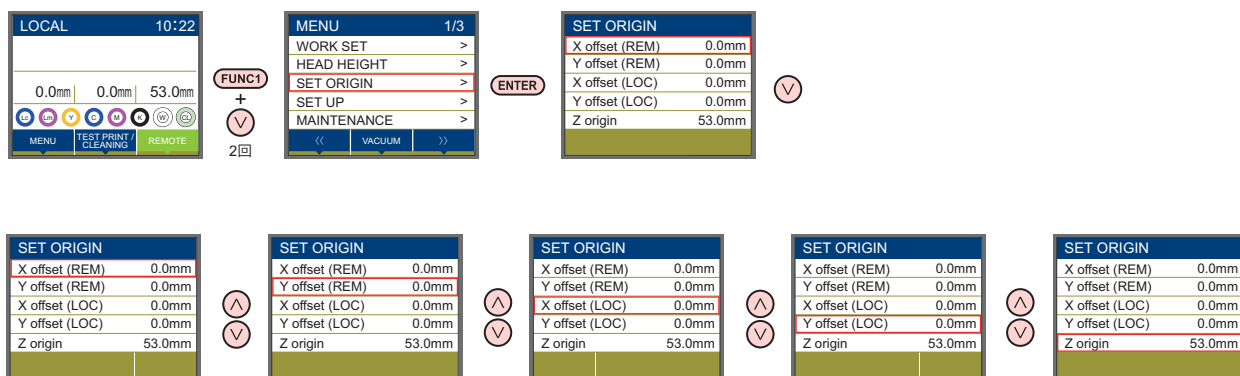 LOCAL 10:22
0.0mm 0.0mm 53.0mm
Lc Lm Y C M K W CL
MENU TEST PRINT / CLEANING REMOTE
FUNC1
+
2回
MENU 1/3
WORK SET >
HEAD HEIGHT >
SET ORIGIN >
SET UP >
MAINTENANCE >
<< VACUUM >>
ENTER
SET ORIGIN
X offset (REM) 0.0mm
Y offset (REM) 0.0mm
X offset (LOC) 0.0mm
Y offset (LOC) 0.0mm
Z origin 53.0mm
SET ORIGIN
X offset (REM) 0.0mm
Y offset (REM) 0.0mm
X offset (LOC) 0.0mm
Y offset (LOC) 0.0mm
Z origin 53.0mm
SET ORIGIN
X offset (REM) 0.0mm
Y offset (REM) 0.0mm
X offset (LOC) 0.0mm
Y offset (LOC) 0.0mm
Z origin 53.0mm
SET ORIGIN
X offset (REM) 0.0mm
Y offset (REM) 0.0mm
X offset (LOC) 0.0mm
Y offset (LOC) 0.0mm
Z origin 53.0mm
SET ORIGIN
X offset (REM) 0.0mm
Y offset (REM) 0.0mm
X offset (LOC) 0.0mm
Y offset (LOC) 0.0mm
Z origin 53.0mm
SET ORIGIN
X offset (REM) 0.0mm
Y offset (REM) 0.0mm
X offset (LOC) 0.0mm
Y offset (LOC) 0.0mm
Z origin 53.0mm